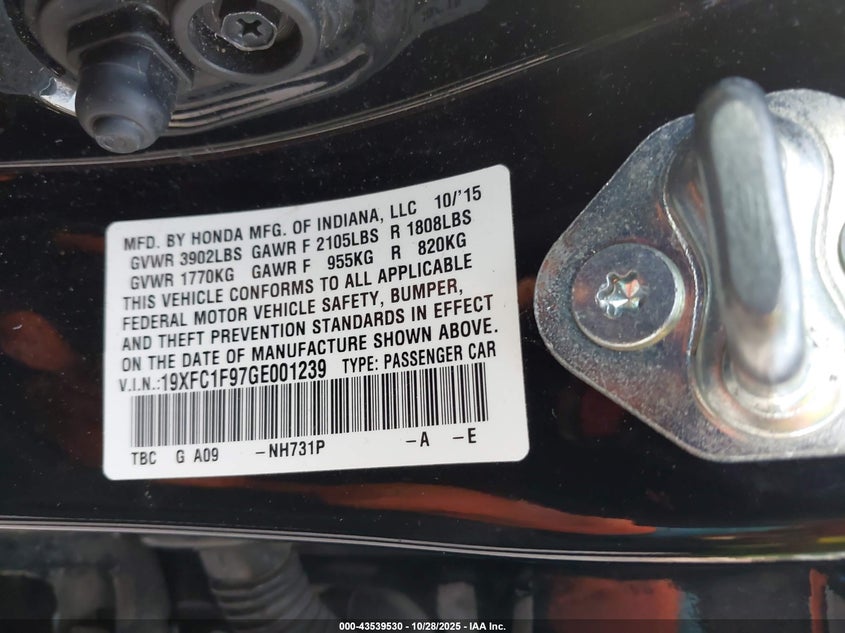 MFD. BY HONDA MFG. OF INDIANA, LLC 10/'15
GVWR 3902LBS GAWR F 2105LBS R 1808LBS
GVWR 1770KG GAWR F 955KG R 820KG
THIS VEHICLE CONFORMS TO ALL APPLICABLE
FEDERAL MOTOR VEHICLE SAFETY, BUMPER,
AND THEFT PREVENTION STANDARDS IN EFFECT
ON THE DATE OF MANUFACTURE SHOWN ABOVE.
V.I.N.:19XFC1F97GE001239 TYPE: PASSENGER CAR
TBC G A09 -NH731P -A -E
000-43539530 - 10/28/2025 - IAA Inc.